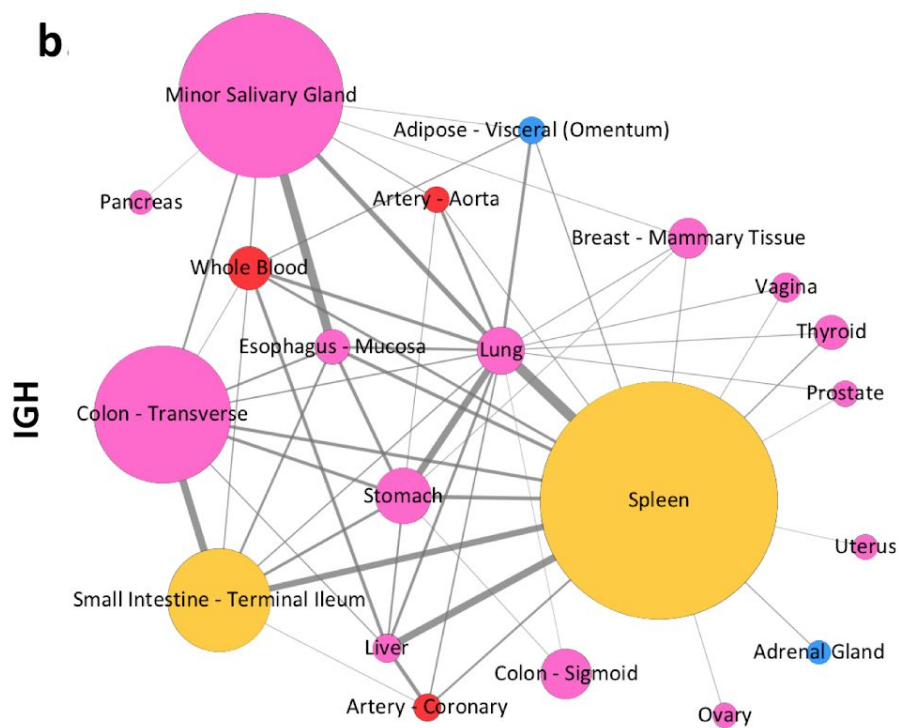 b.
Minor Salivary Gland
Adipose - Visceral (Omentum)
Pancreas
Artery - Aorta
Breast - Mammary Tissue
Whole Blood
Vagina
Thyroid
Esophagus - Mucosa
Lung
Prostate
IGH
Colon - Transverse
Stomach
Spleen
Uterus
Small Intestine - Terminal Ileum
Liver
Adrenal Gland
Colon - Sigmoid
Artery - Coronary
Ovary